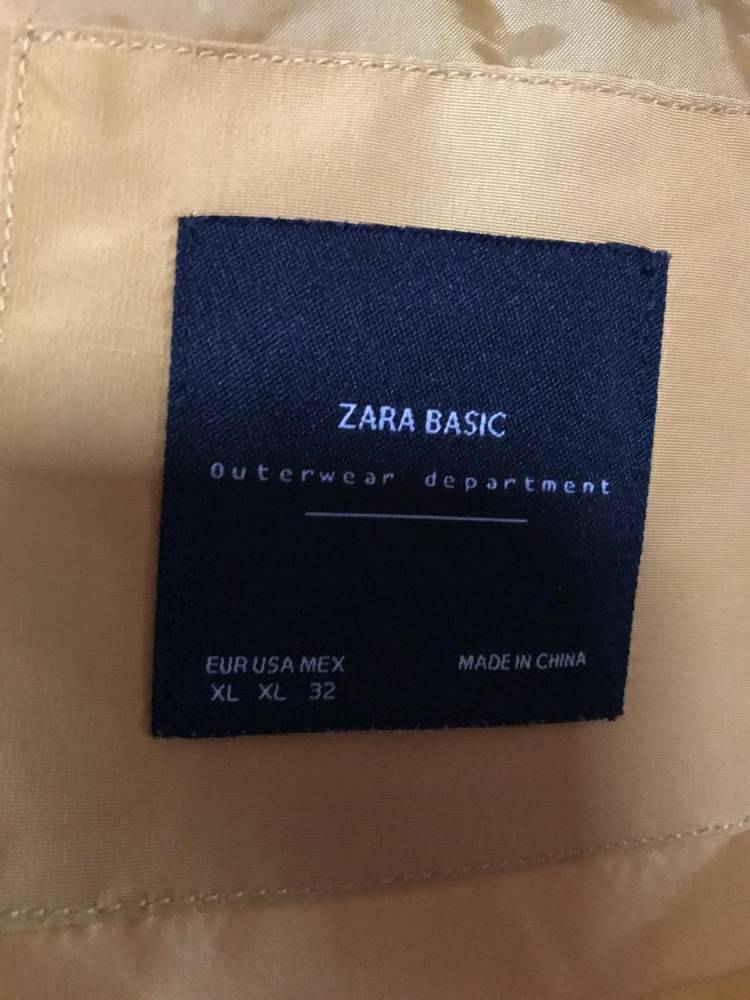 ZARA BASIC
Outerwear department
EUR USA MEX
XL XL 32
MADE IN CHINA